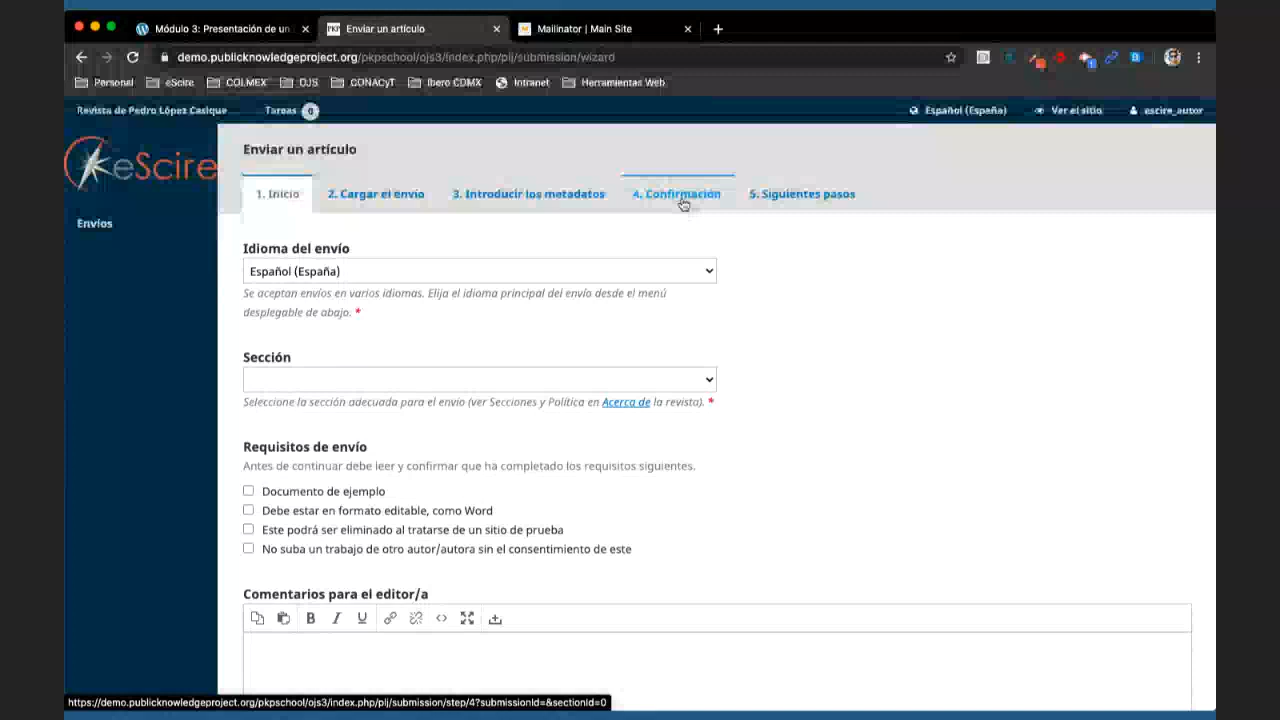 Módulo 3: Presentación de un
PKP Enviar un artículo
Mailinator | Main Site
demo.publicknowledgeproject.org/pkpschool/ojs3/index.php/plj/submission/wizard
Personal eScire COLMEX OJS CONACyT Ibero CDMX Intranet Herramientas Web
Revista de Pedro López Casique Tareas 0 Español (España) Ver el sitio escire_autor
eScire
Envíos
Enviar un artículo
1. Inicio 2. Cargar el envío 3. Introducir los metadatos 4. Confirmación 5. Siguientes pasos
Idioma del envío
Español (España)
Se aceptan envíos en varios idiomas. Elija el idioma principal del envío desde el menú
desplegable de abajo. *
Sección
Seleccione la sección adecuada para el envío (ver Secciones y Política en Acerca de la revista). *
Requisitos de envío
Antes de continuar debe leer y confirmar que ha completado los requisitos siguientes.
Documento de ejemplo
Debe estar en formato editable, como Word
Este podrá ser eliminado al tratarse de un sitio de prueba
No suba un trabajo de otro autor/autora sin el consentimiento de este
Comentarios para el editor/a
B I U
https://demo.publicknowledgeproject.org/pkpschool/ojs3/index.php/plj/submission/step/4?submissionId=&sectionId=0